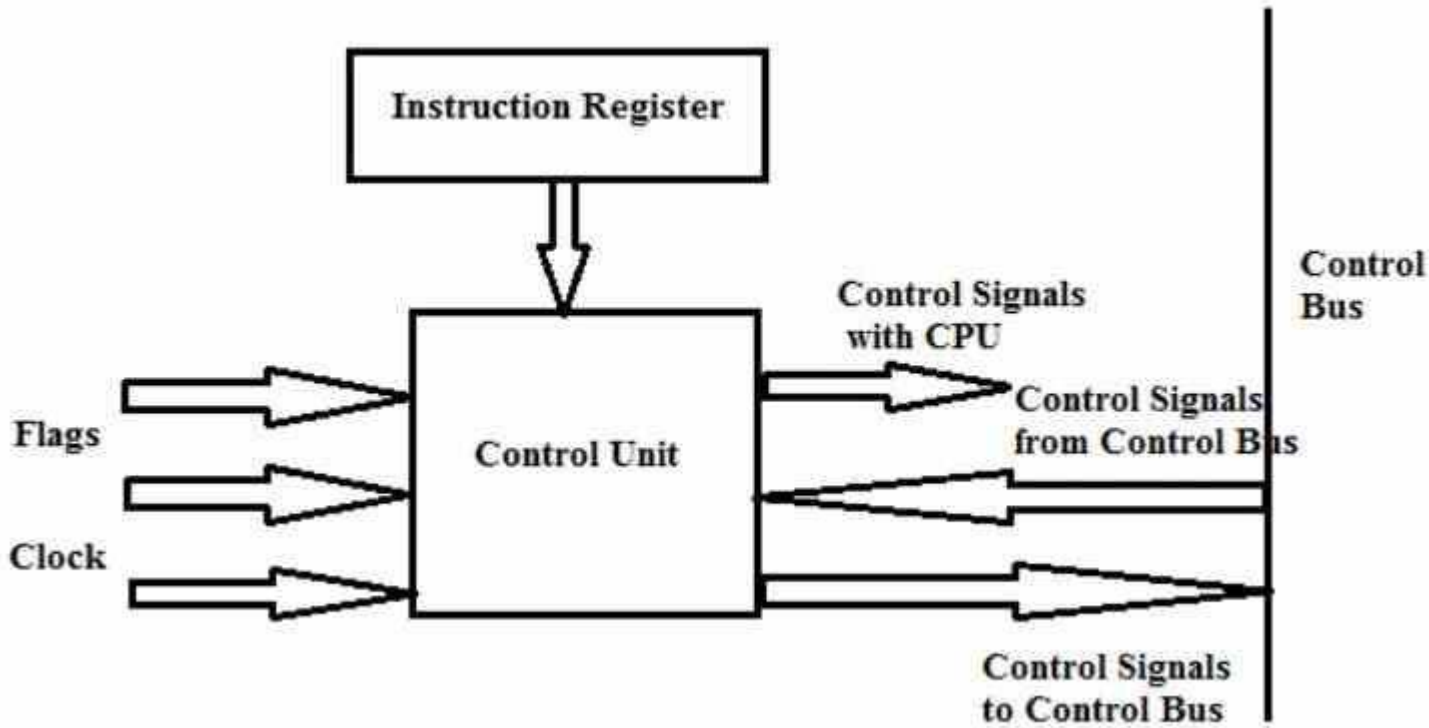 Instruction Register
Control
Bus
Control Signals
with CPU
Control Signals
from Control Bus
Flags
Control Unit
Clock
Control Signals
to Control Bus